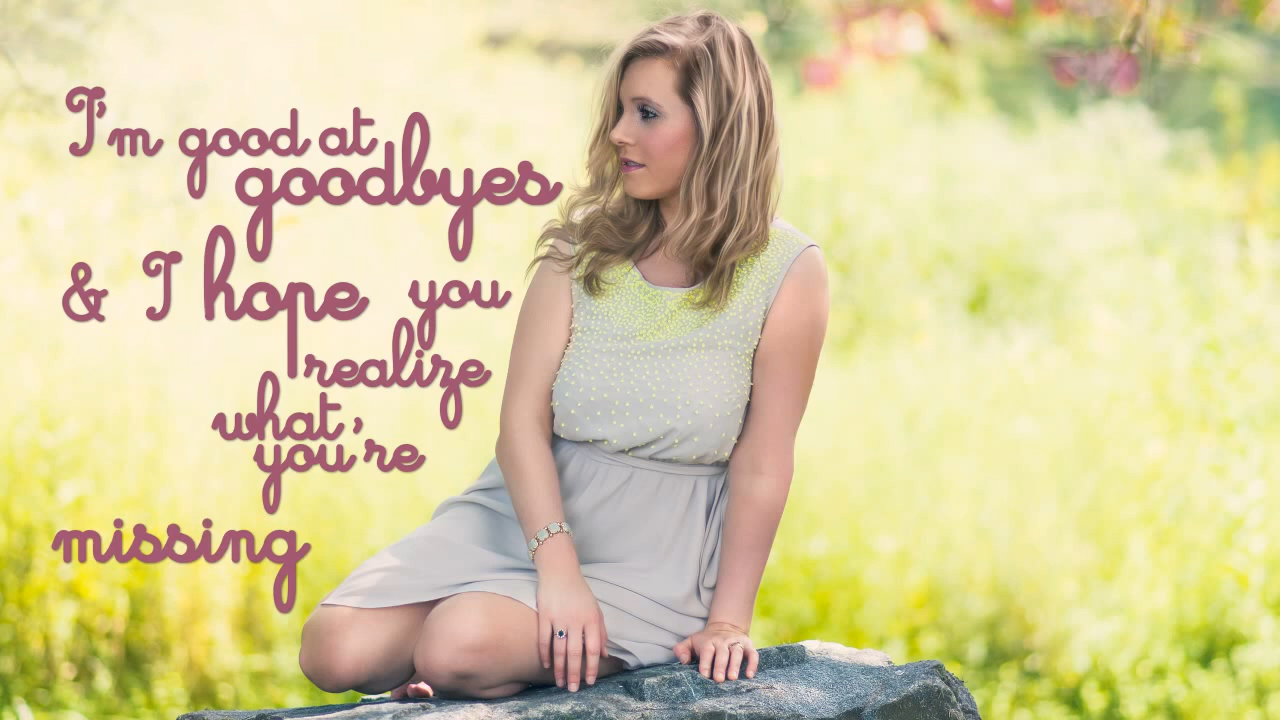 I'm good at
goodbyes
& I hope you
realize
what,
you're
missing